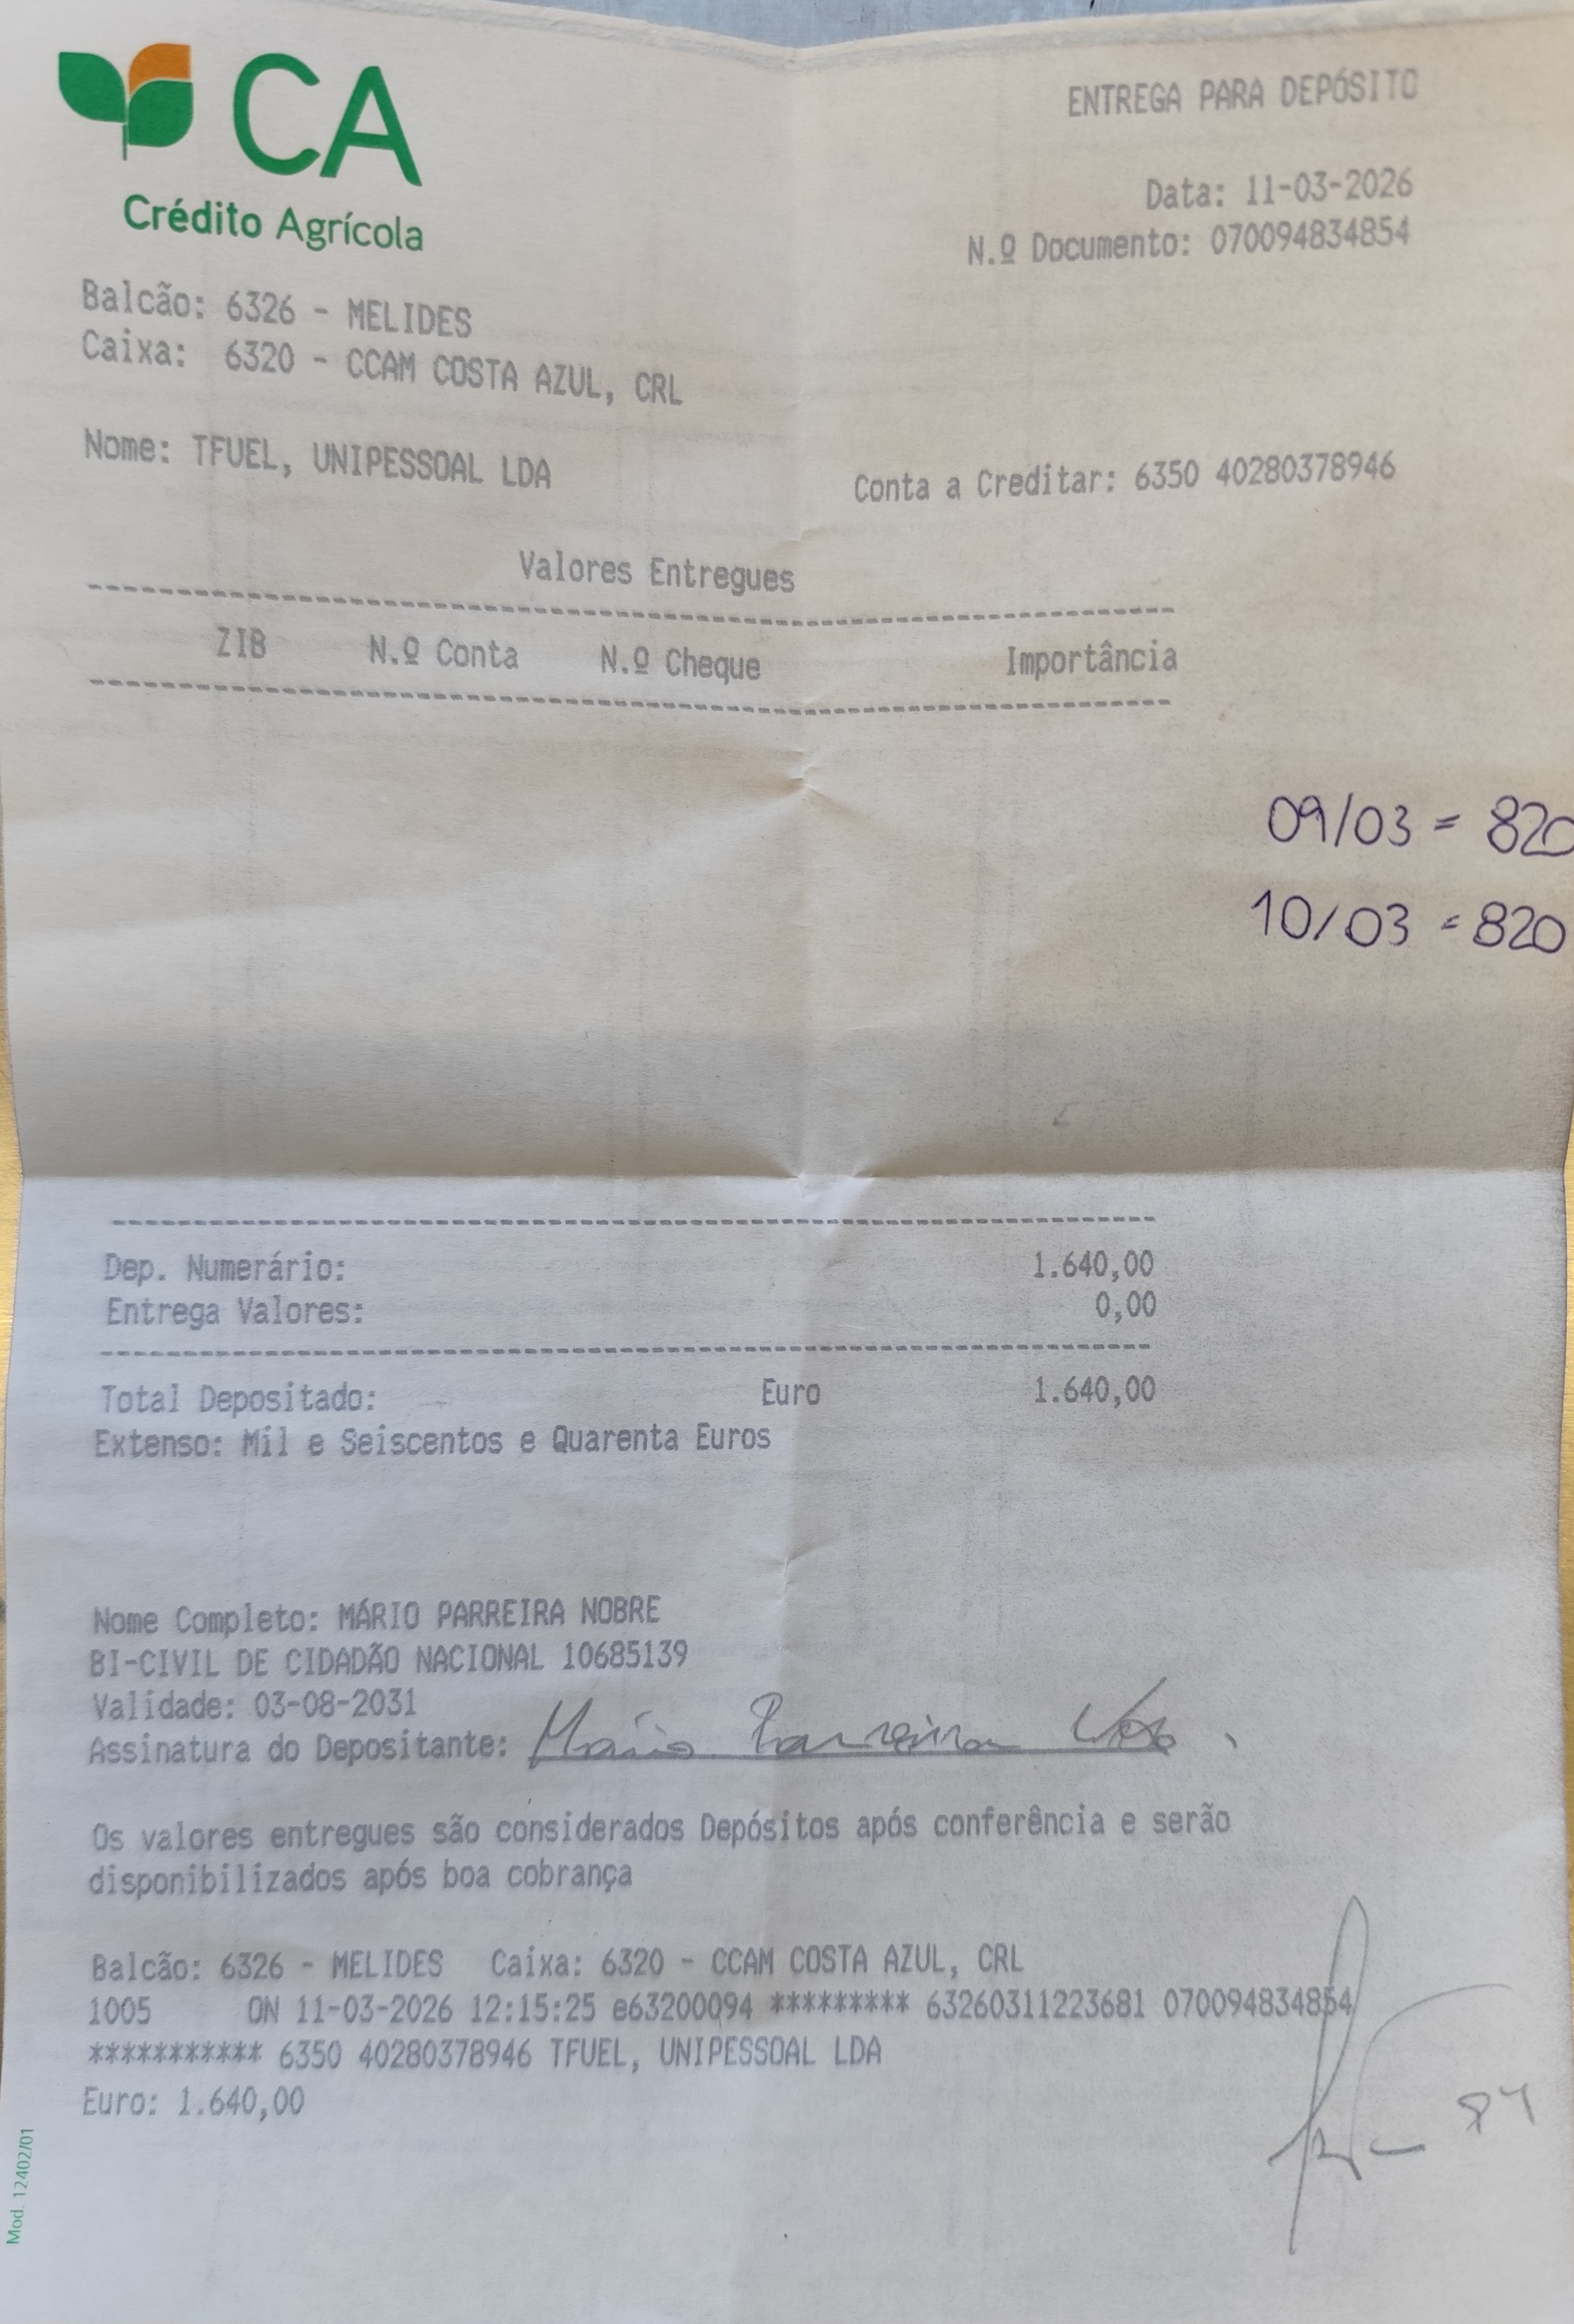 CA
Crédito Agrícola
ENTREGA PARA DEPÓSITO
Data: 11-03-2026
N.º Documento: 070094834854
Balcão: 6326 - MELIDES
Caixa: 6320 - CCAM COSTA AZUL, CRL
Nome: TFUEL, UNIPESSOAL LDA
Conta a Creditar: 6350 40280378946
Valores Entregues
ZIB N.º Conta N.º Cheque Importância
09/03 = 820
10/03 = 820
Dep. Numerário: 1.640,00
Entrega Valores: 0,00
Total Depositado: Euro 1.640,00
Extenso: Mil e Seiscentos e Quarenta Euros
Nome Completo: MÁRIO PARREIRA NOBRE
BI-CIVIL DE CIDADÃO NACIONAL 10685139
Validade: 03-08-2031
Assinatura do Depositante: Mário Parreira
Os valores entregues são considerados Depósitos após conferência e serão
disponibilizados após boa cobrança
Balcão: 6326 - MELIDES Caixa: 6320 - CCAM COSTA AZUL, CRL
1005 ON 11-03-2026 12:15:25 e63200094 ********* 63260311223681 070094834854
*********** 6350 40280378946 TFUEL, UNIPESSOAL LDA
Euro: 1.640,00
Mod. 12402/01